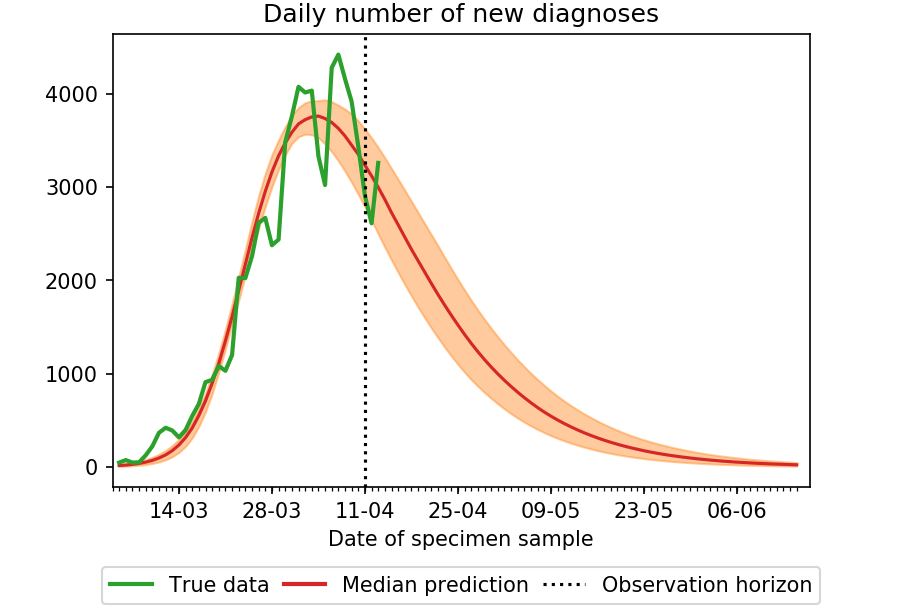 Daily number of new diagnoses
4000
3000
2000
1000
0
14-03 28-03 11-04 25-04 09-05 23-05 06-06
Date of specimen sample
True data Median prediction Observation horizon